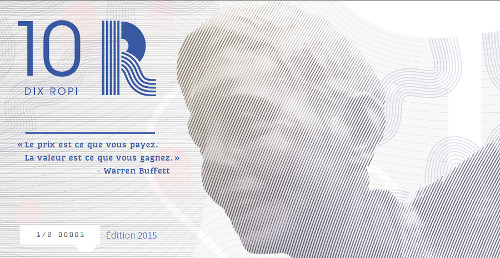 10 R
DIX ROPI
« Le prix est ce que vous payez.
La valeur est ce que vous gagnez. »
- Warren Buffett
1/2 00001 Édition 2015